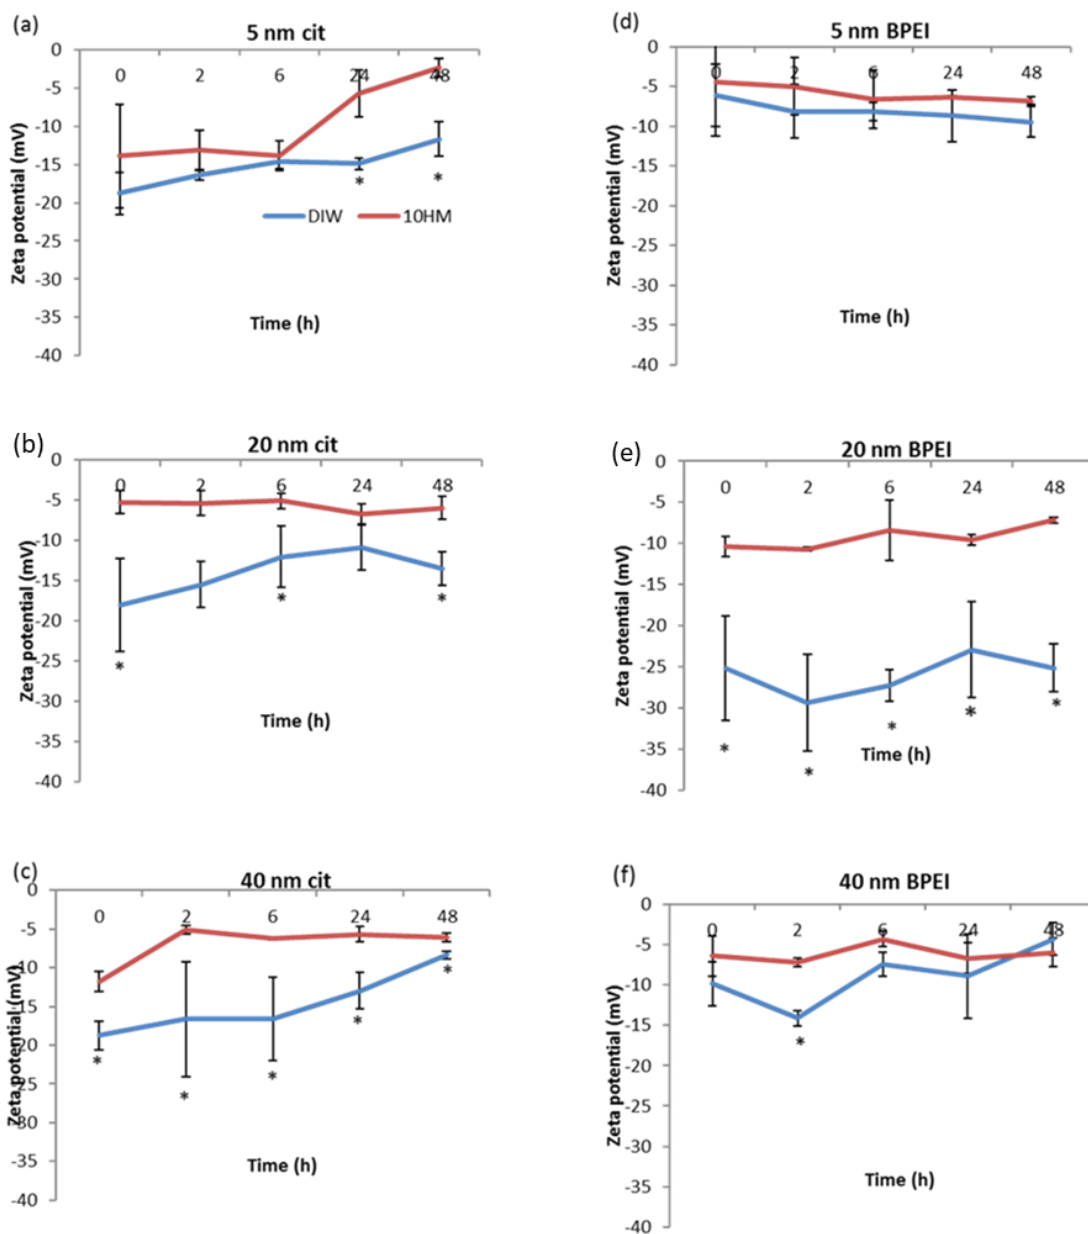 (a)
5 nm cit
0
0 2 6 24 48
-5
-10
-15
-20
-25
-30
-35
-40
Zeta potential (mV)
* *
DIW 10HM
Time (h)
(d)
5 nm BPEI
0
0 2 6 24 48
-5
-10
-15
-20
-25
-30
-35
-40
Zeta potential (mV)
Time (h)
(b)
20 nm cit
0
0 2 6 24 48
-5
-10
-15
-20
-25
-30
-35
-40
Zeta potential (mV)
* * *
Time (h)
(e)
20 nm BPEI
0
0 2 6 24 48
-5
-10
-15
-20
-25
-30
-35
-40
Zeta potential (mV)
* * * * *
Time (h)
(c)
40 nm cit
0
0 2 6 24 48
-5
-10
-15
-20
-25
-30
-35
-40
Zeta potential (mV)
* * * * *
Time (h)
(f)
40 nm BPEI
0
0 2 6 24 48
-5
-10
-15
-20
-25
-30
-35
-40
Zeta potential (mV)
*
Time (h)